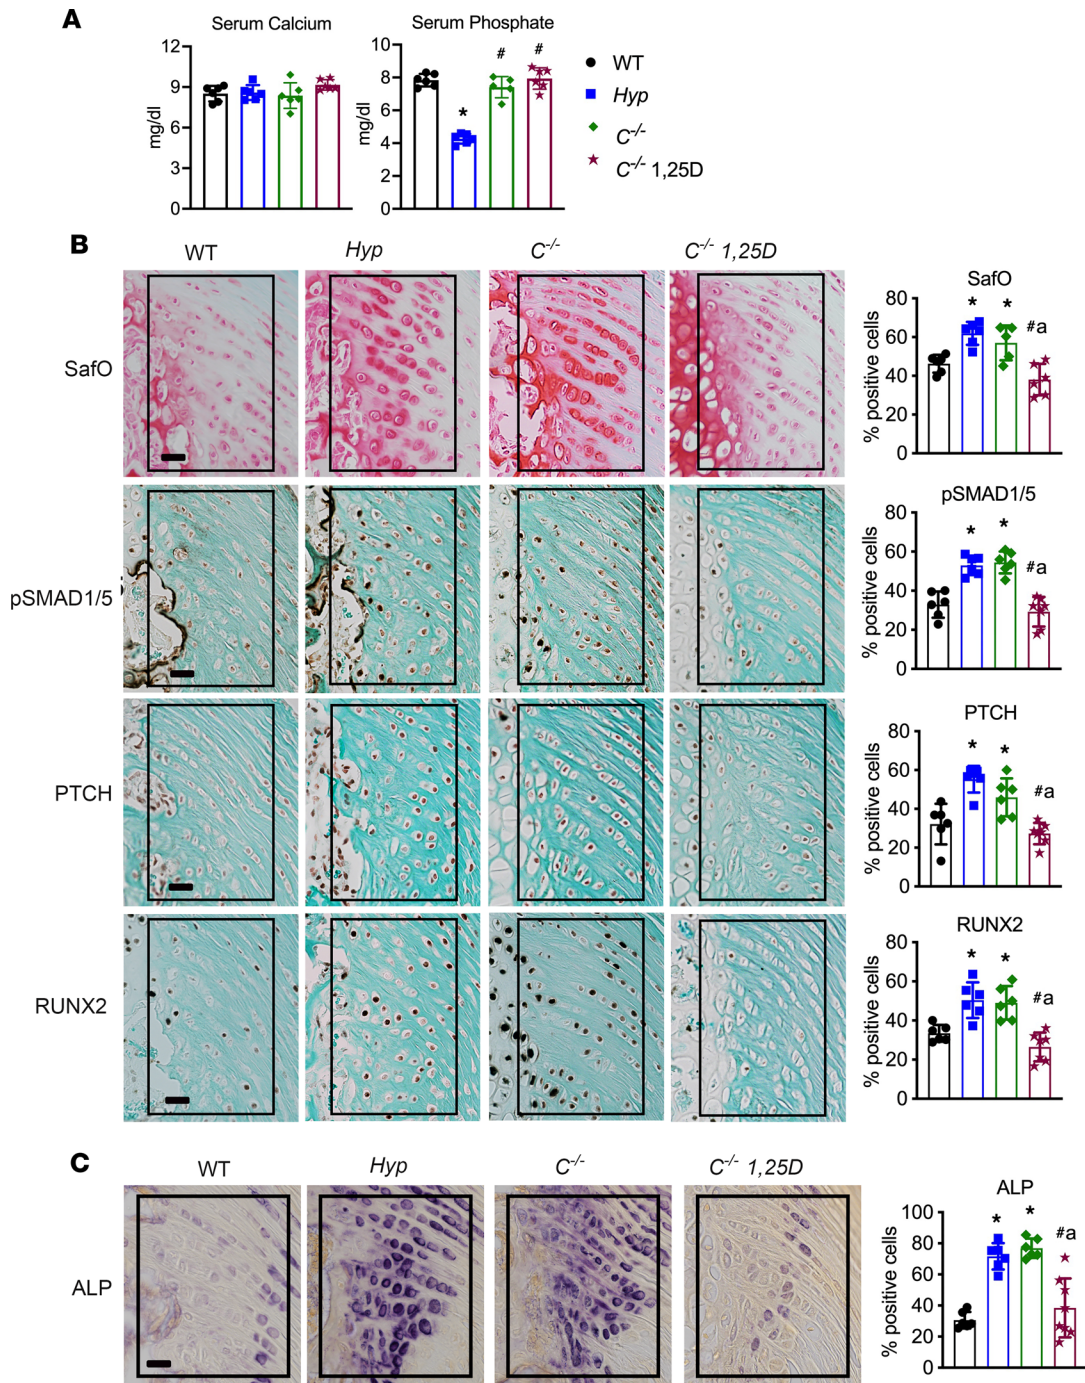 A
Serum Calcium
Serum Phosphate
12
9
6
3
0
mg/dl
10
8
6
4
2
0
mg/dl
*
#
#
WT
Hyp
C-/-
C-/- 1,25D
B
WT
Hyp
C-/-
C-/- 1,25D
SafO
SafO
80
60
40
20
0
% positive cells
*
*
#a
pSMAD1/5
pSMAD1/5
80
60
40
20
0
% positive cells
*
*
#a
PTCH
PTCH
80
60
40
20
0
% positive cells
*
*
#a
RUNX2
RUNX2
80
60
40
20
0
% positive cells
*
*
#a
C
WT
Hyp
C-/-
C-/- 1,25D
ALP
ALP
100
80
60
40
20
0
% positive cells
*
*
#a